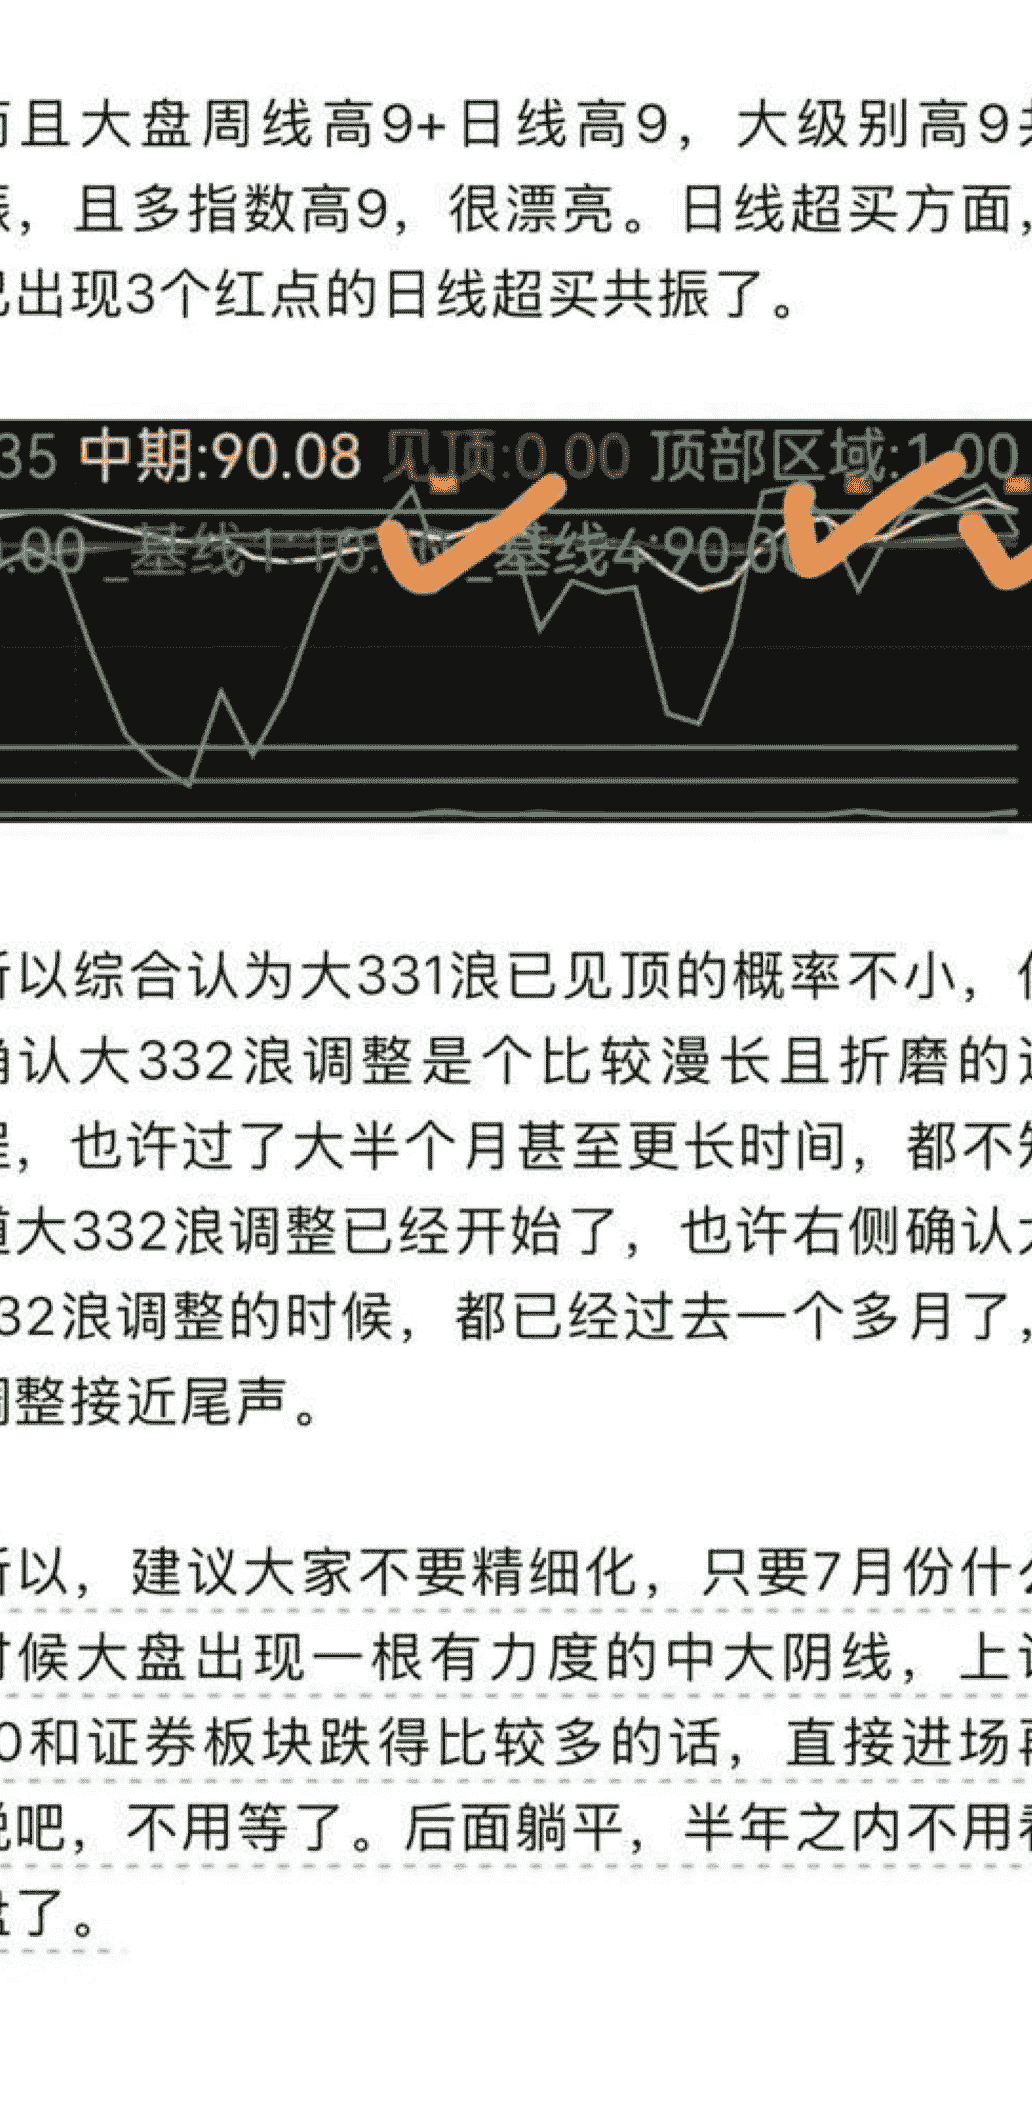 且大盘周线高9+日线高9，大级别高9
，且多指数高9，很漂亮。日线超买方面，
出现3个红点的日线超买共振了。
35 中期:90.08 见顶:0.00 顶部区域:1.00
.00 _基线1:10. _基线4:90.00
以综合认为大331浪已见顶的概率不小，
认大332浪调整是个比较漫长且折磨的
，也许过了大半个月甚至更长时间，都不
大332浪调整已经开始了，也许右侧确认
32浪调整的时候，都已经过去一个多月了，
整接近尾声。
以，建议大家不要精细化，只要7月份什
候大盘出现一根有力度的中大阴线，上
0和证券板块跌得比较多的话，直接进场
吧，不用等了。后面躺平，半年之内不用
了。